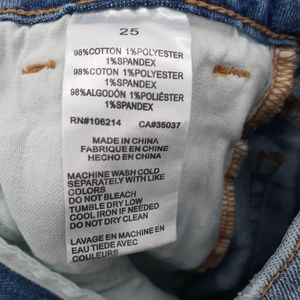 25
98%COTTON 1%POLYESTER
1%SPANDEX
98%COTON 1%POLYESTER
1%SPANDEX
98%ALGODÓN 1%POLIÉSTER
1%SPANDEX
RN#106214 CA#35037
MADE IN CHINA
FABRIQUE EN CHINE
HECHO EN CHINA
MACHINE WASH COLD
SEPARATELY WITH LIKE
COLORS
DO NOT BLEACH
TUMBLE DRY LOW
COOL IRON IF NEEDED
DO NOT DRY CLEAN
LAVAGE EN MACHINE EN
EAU TIEDE AVEC
COULEURS